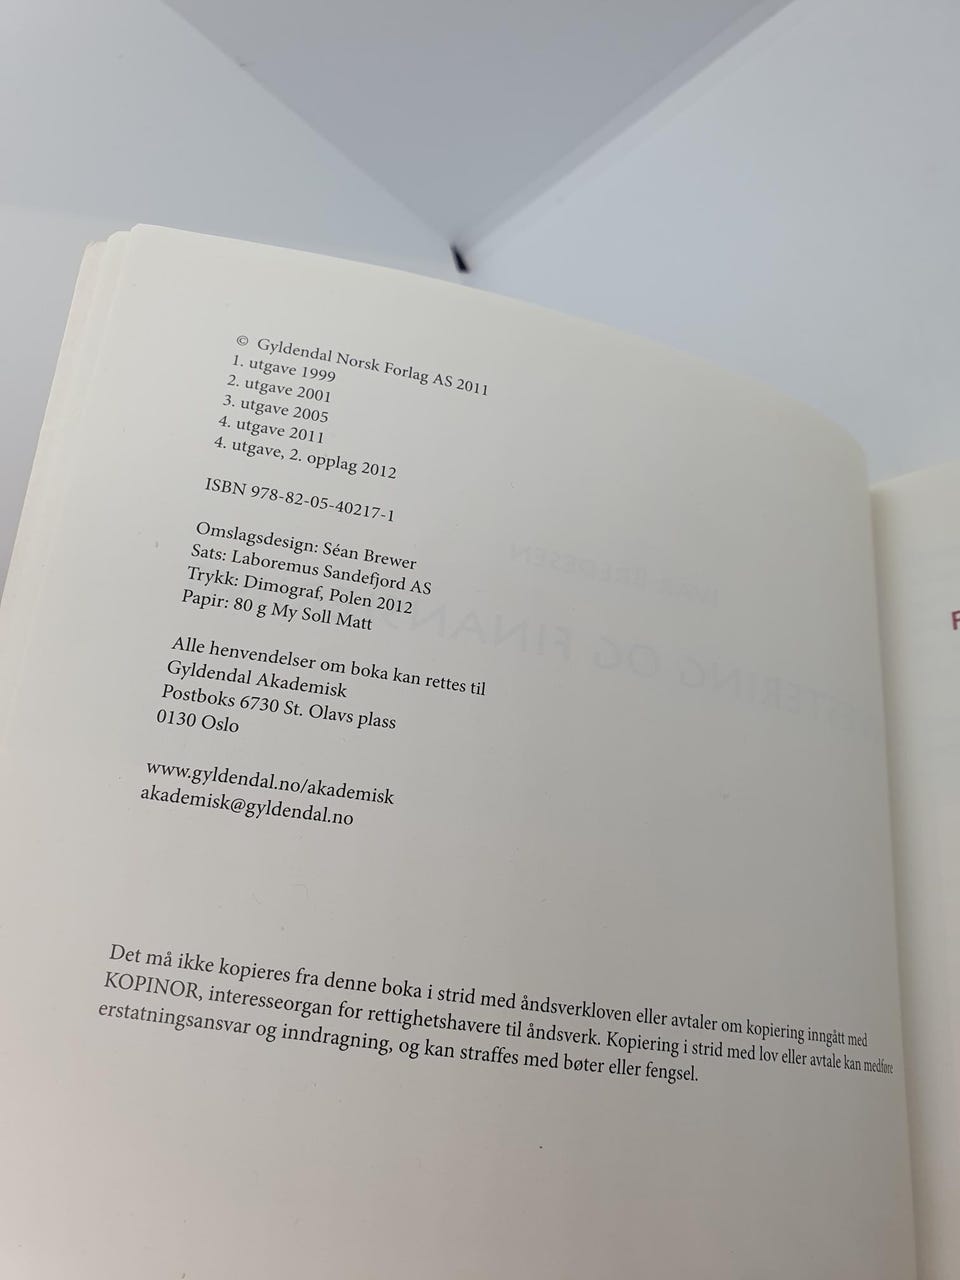 © Gyldendal Norsk Forlag AS 2011
1. utgave 1999
2. utgave 2001
3. utgave 2005
4. utgave 2011
4. utgave, 2. opplag 2012
ISBN 978-82-05-40217-1
Omslagsdesign: Séan Brewer
Sats: Laboremus Sandefjord AS
Trykk: Dimograf, Polen 2012
Papir: 80 g My Soll Matt
Alle henvendelser om boka kan rettes til
Gyldendal Akademisk
Postboks 6730 St. Olavs plass
0130 Oslo
www.gyldendal.no/akademisk
akademisk@gyldendal.no
Det må ikke kopieres fra denne boka i strid med åndsverkloven eller avtaler om kopiering inngått med
KOPINOR, interesseorgan for rettighetshavere til åndsverk. Kopiering i strid med lov eller avtale kan medføre
erstatningsansvar og inndragning, og kan straffes med bøter eller fengsel.